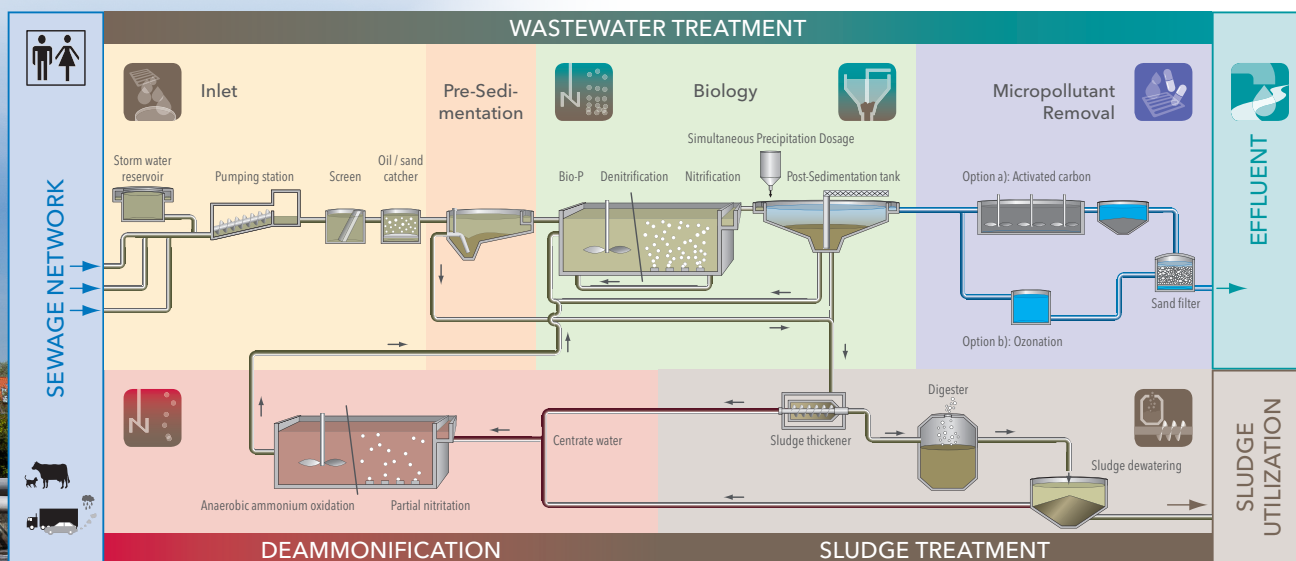 WASTEWATER TREATMENT
SEWAGE NETWORK
Inlet
Pre-Sedi-
mentation
Biology
Micropollutant
Removal
EFFLUENT
Simultaneous Precipitation Dosage
Storm water
reservoir
Pumping station
Screen
Oil / sand
catcher
Bio-P
Denitrification
Nitrification
Post-Sedimentation tank
Option a): Activated carbon
Sand filter
Option b): Ozonation
Digester
Centrate water
Sludge thickener
Sludge dewatering
SLUDGE
UTILIZATION
Anaerobic ammonium oxidation
Partial nitritation
DEAMMONIFICATION
SLUDGE TREATMENT